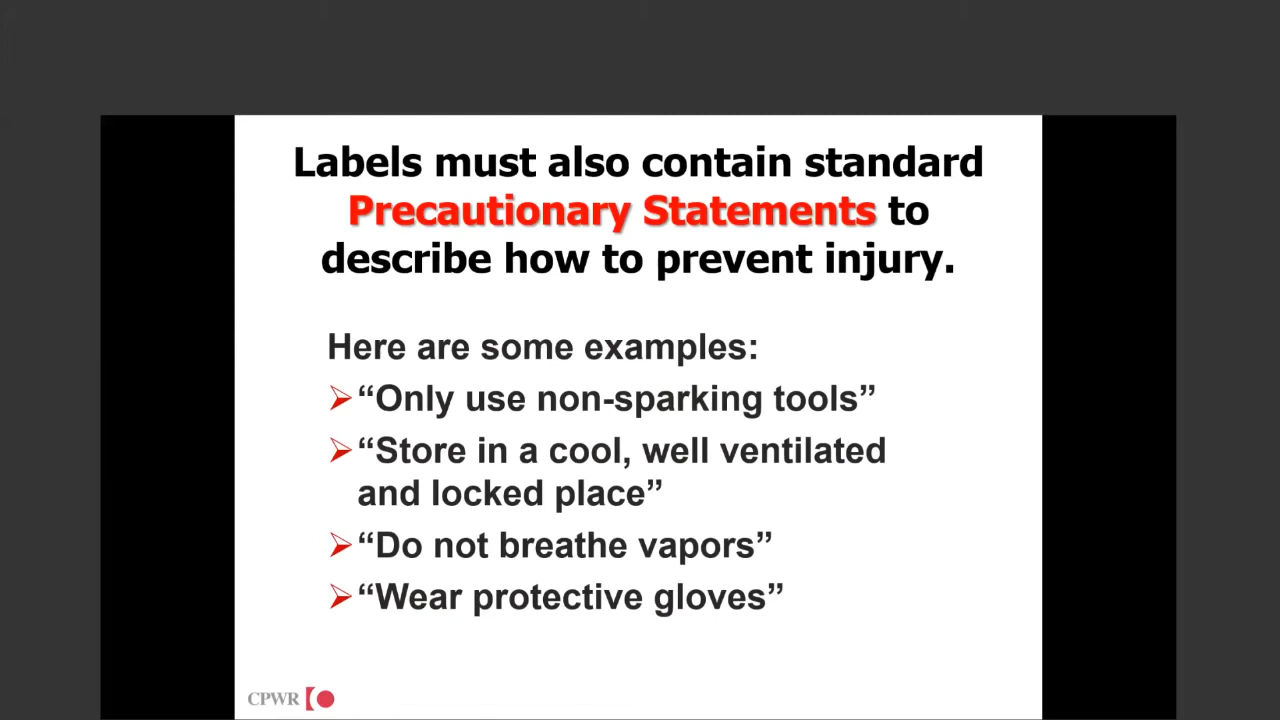 Labels must also contain standard
Precautionary Statements to
describe how to prevent injury.
Here are some examples:
“Only use non-sparking tools”
“Store in a cool, well ventilated
and locked place”
“Do not breathe vapors”
“Wear protective gloves”
CPWR